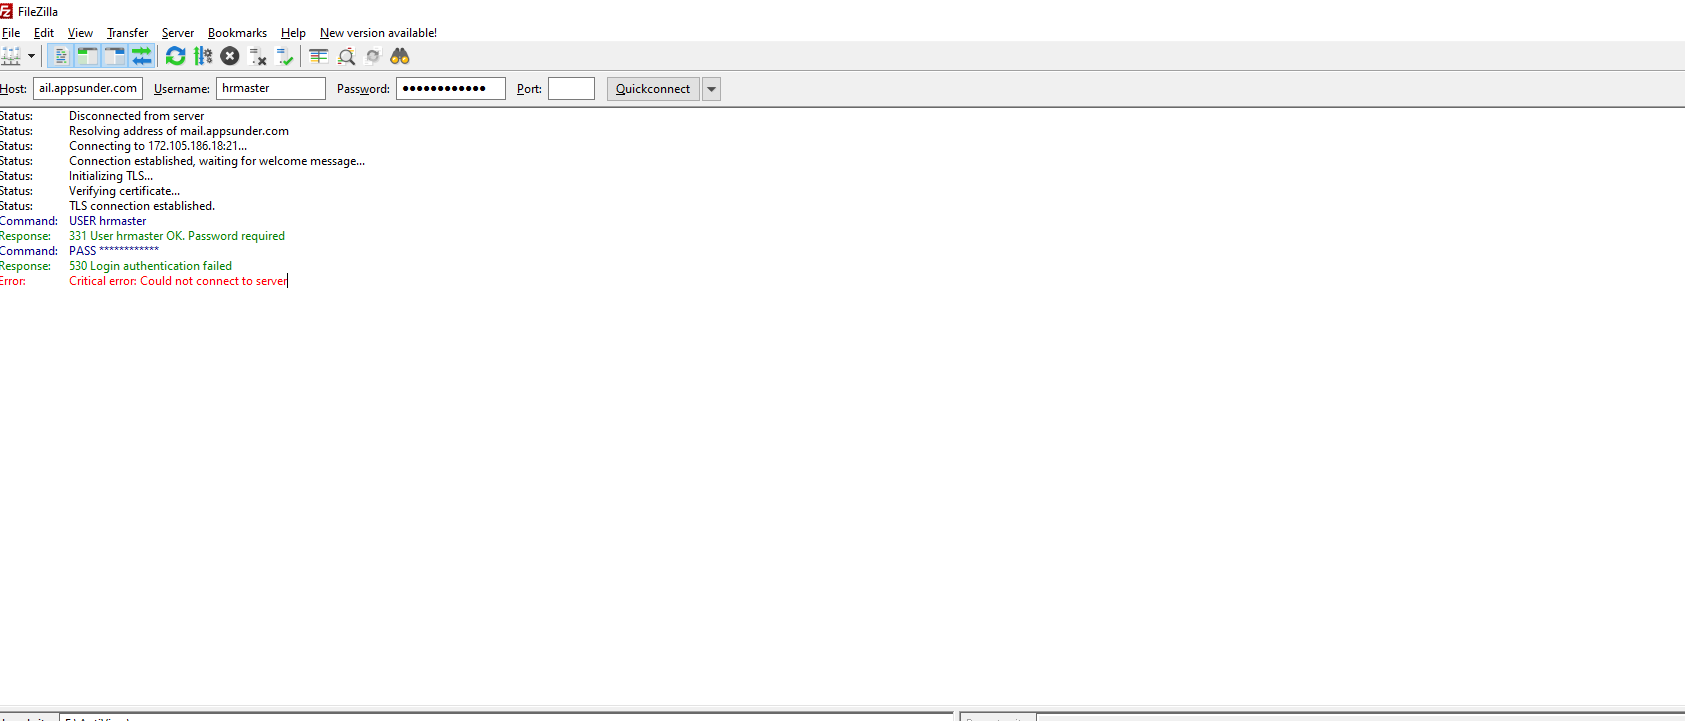 FileZilla
File Edit View Transfer Server Bookmarks Help New version available!
Host: ail.appsunder.com Username: hrmaster Password: ●●●●●●●●●●●● Port: Quickconnect
Status: Disconnected from server
Status: Resolving address of mail.appsunder.com
Status: Connecting to 172.105.186.18:21...
Status: Connection established, waiting for welcome message...
Status: Initializing TLS...
Status: Verifying certificate...
Status: TLS connection established.
Command: USER hrmaster
Response: 331 User hrmaster OK. Password required
Command: PASS ************
Response: 530 Login authentication failed
Error: Critical error: Could not connect to server